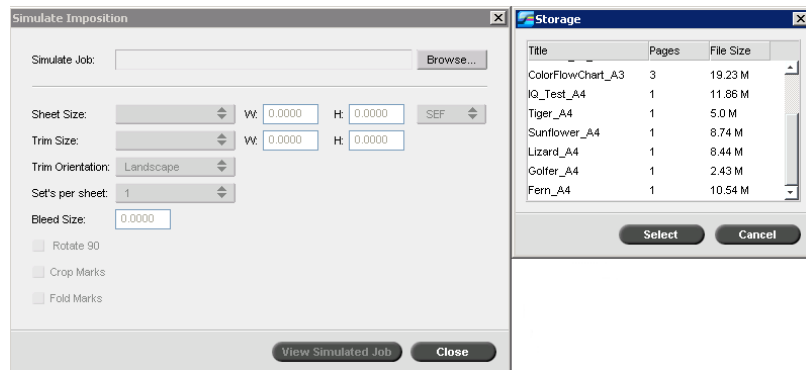 Simulate Imposition
Simulate Job:
Browse...
Sheet Size:
W: 0.0000
H: 0.0000
SEF
Trim Size:
W: 0.0000
H: 0.0000
Trim Orientation: Landscape
Set's per sheet: 1
Bleed Size: 0.0000
Rotate 90
Crop Marks
Fold Marks
View Simulated Job
Close
Storage
Title Pages File Size
ColorFlowChart_A3 3 19.23 M
IQ_Test_A4 1 11.86 M
Tiger_A4 1 5.0 M
Sunflower_A4 1 8.74 M
Lizard_A4 1 8.44 M
Golfer_A4 1 2.43 M
Fern_A4 1 10.54 M
Select Cancel